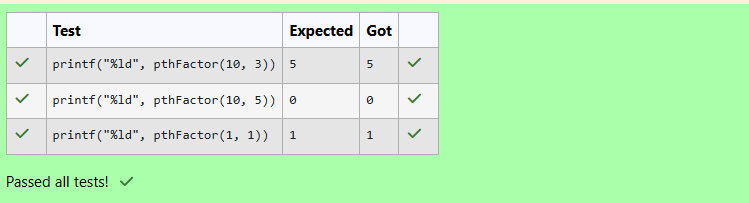 Test Expected Got
printf("%ld", pthFactor(10, 3)) 5 5
printf("%ld", pthFactor(10, 5)) 0 0
printf("%ld", pthFactor(1, 1)) 1 1
Passed all tests!